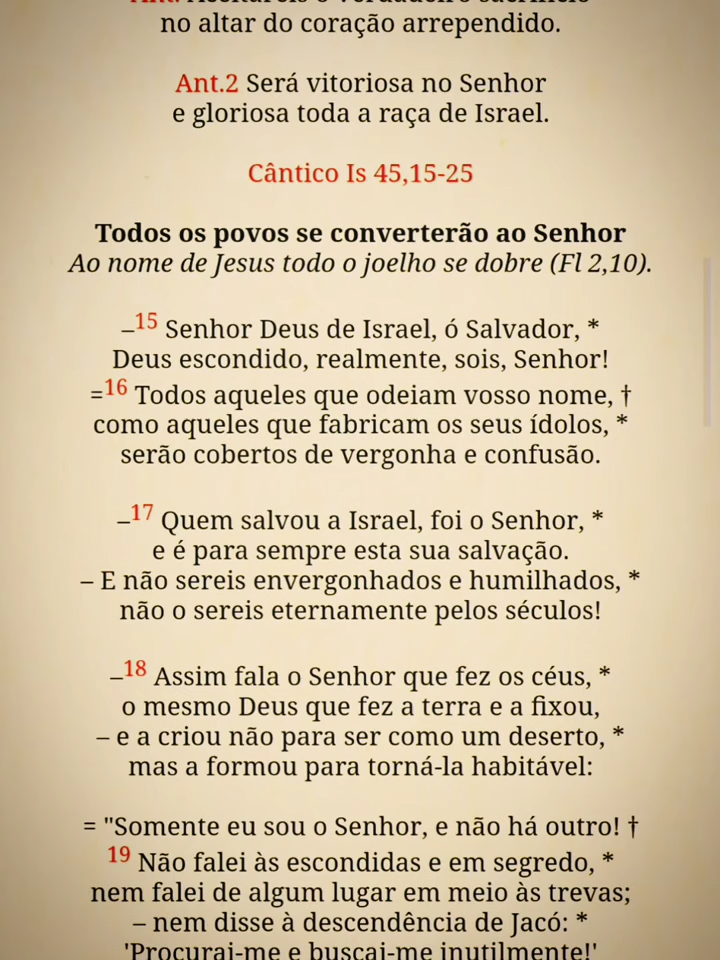 no altar do coração arrependido.
Ant.2 Será vitoriosa no Senhor
e gloriosa toda a raça de Israel.
Cântico Is 45,15-25
Todos os povos se converterão ao Senhor
Ao nome de Jesus todo o joelho se dobre (Fl 2,10).
–15 Senhor Deus de Israel, ó Salvador, *
Deus escondido, realmente, sois, Senhor!
=16 Todos aqueles que odeiam vosso nome, †
como aqueles que fabricam os seus ídolos, *
serão cobertos de vergonha e confusão.
–17 Quem salvou a Israel, foi o Senhor, *
e é para sempre esta sua salvação.
– E não sereis envergonhados e humilhados, *
não o sereis eternamente pelos séculos!
–18 Assim fala o Senhor que fez os céus, *
o mesmo Deus que fez a terra e a fixou,
– e a criou não para ser como um deserto, *
mas a formou para torná-la habitável:
= "Somente eu sou o Senhor, e não há outro! †
19 Não falei às escondidas e em segredo, *
nem falei de algum lugar em meio às trevas;
– nem disse à descendência de Jacó: *
'Procurai-me e buscai-me inutilmente!'